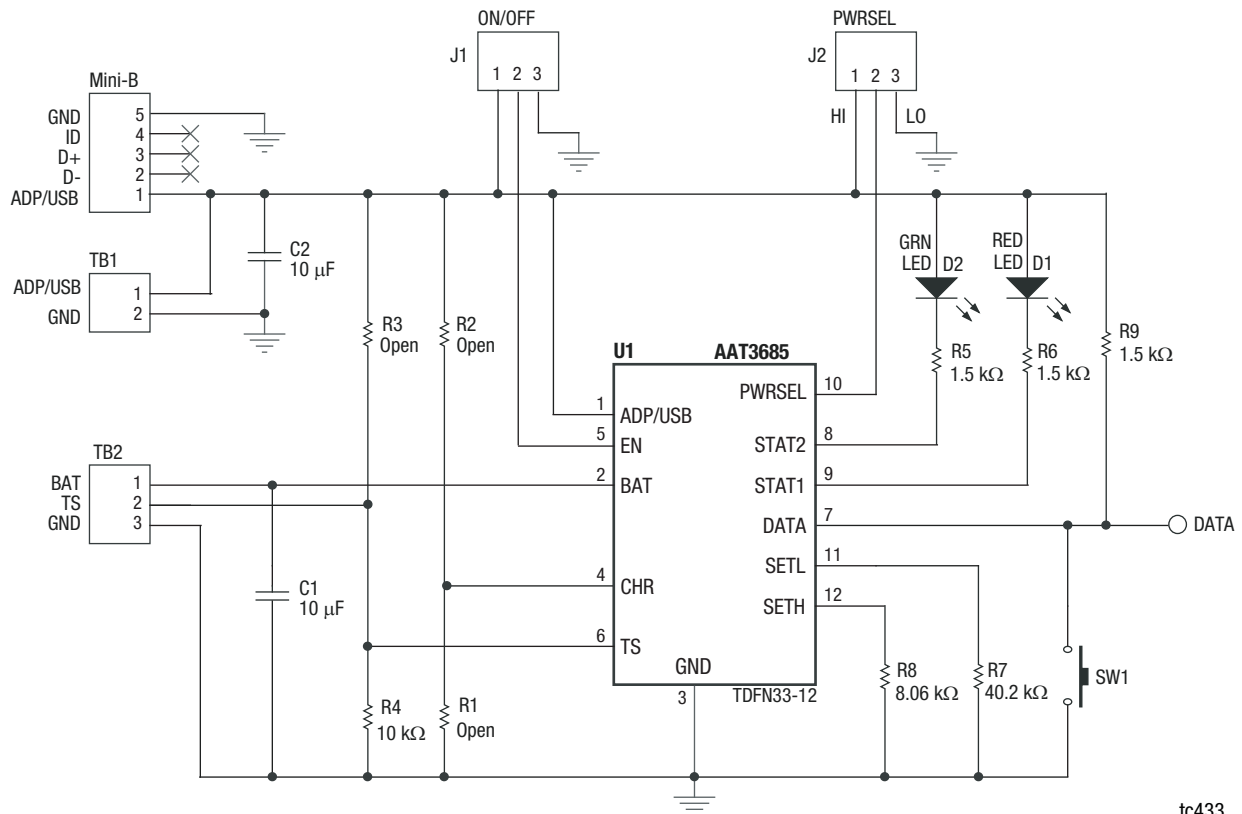 ON/OFF
J1
1 2 3
PWRSEL
J2
1 2 3
HI
LO
Mini-B
GND 5
ID 4
D+ 3
D- 2
ADP/USB 1
TB1
ADP/USB 1
GND 2
C2
10 μF
R3
Open
R2
Open
GRN
LED D2
RED
LED D1
R5
1.5 kΩ
R6
1.5 kΩ
R9
1.5 kΩ
U1 AAT3685
1 ADP/USB
5 EN
2 BAT
4 CHR
6 TS
GND
3
TDFN33-12
PWRSEL 10
STAT2 8
STAT1 9
DATA 7
SETL 11
SETH 12
DATA
TB2
BAT 1
TS 2
GND 3
C1
10 μF
R4
10 kΩ
R1
Open
R8
8.06 kΩ
R7
40.2 kΩ
SW1
tc433